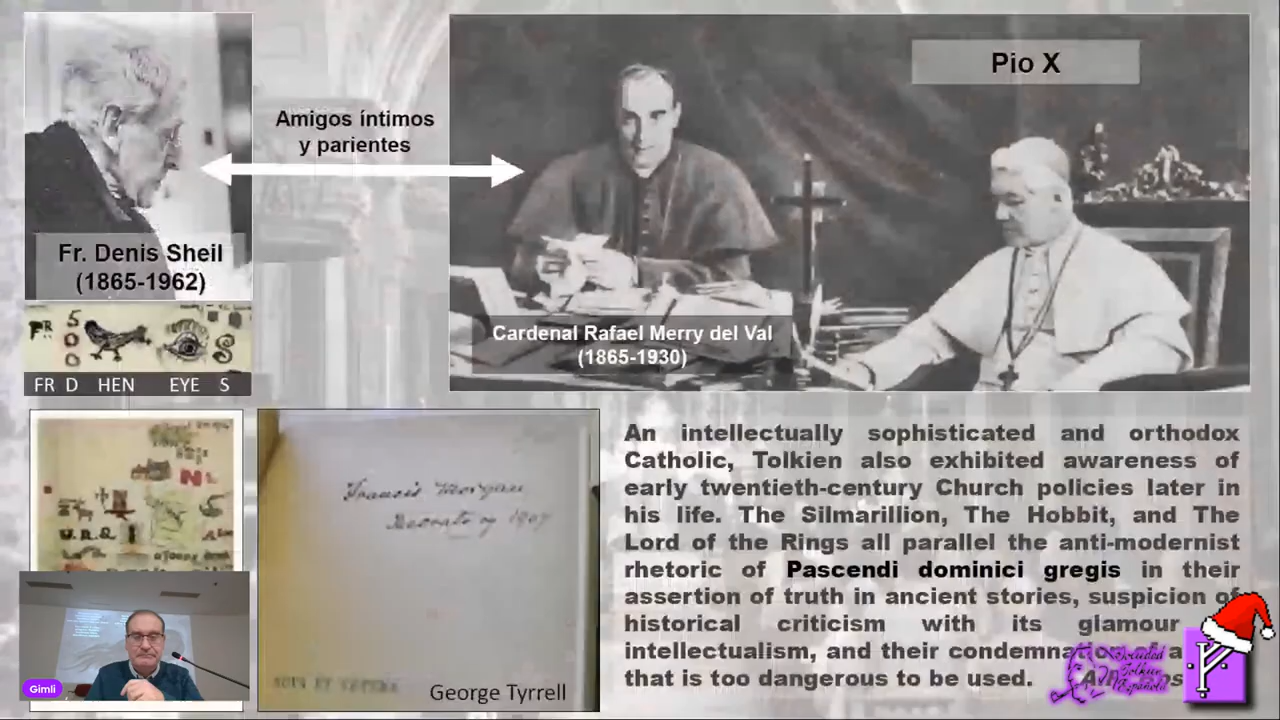 Pio X
Amigos íntimos
y parientes
Fr. Denis Sheil
(1865-1962)
Cardenal Rafael Merry del Val
(1865-1930)
FR D HEN EYE S
Francis Morgan
George Tyrrell
An intellectually sophisticated and orthodox
Catholic, Tolkien also exhibited awareness of
early twentieth-century Church policies later in
his life. The Silmarillion, The Hobbit, and The
Lord of the Rings all parallel the anti-modernist
rhetoric of Pascendi dominici gregis in their
assertion of truth in ancient stories, suspicion of
historical criticism with its glamour
intellectualism, and their condemnation of a
that is too dangerous to be used.
Sociedad
Tolkien
Española
Gimli